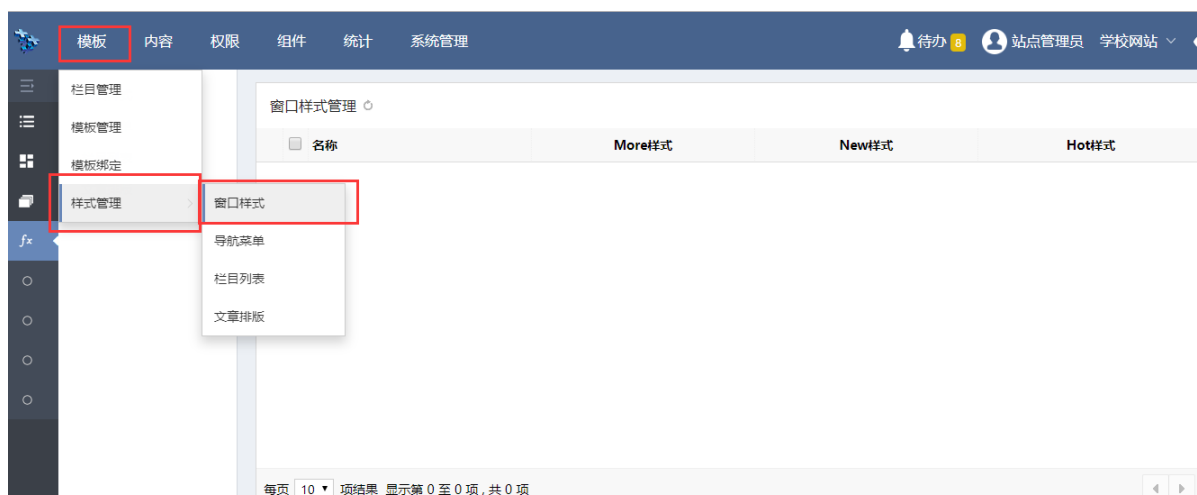 模板 内容 权限 组件 统计 系统管理 待办 8 站点管理员 学校网站
栏目管理
模板管理
模板绑定
样式管理
窗口样式
导航菜单
栏目列表
文章排版
fx
窗口样式管理
名称 More样式 New样式 Hot样式
每页 10 项结果 显示第 0 至 0 项 , 共 0 项